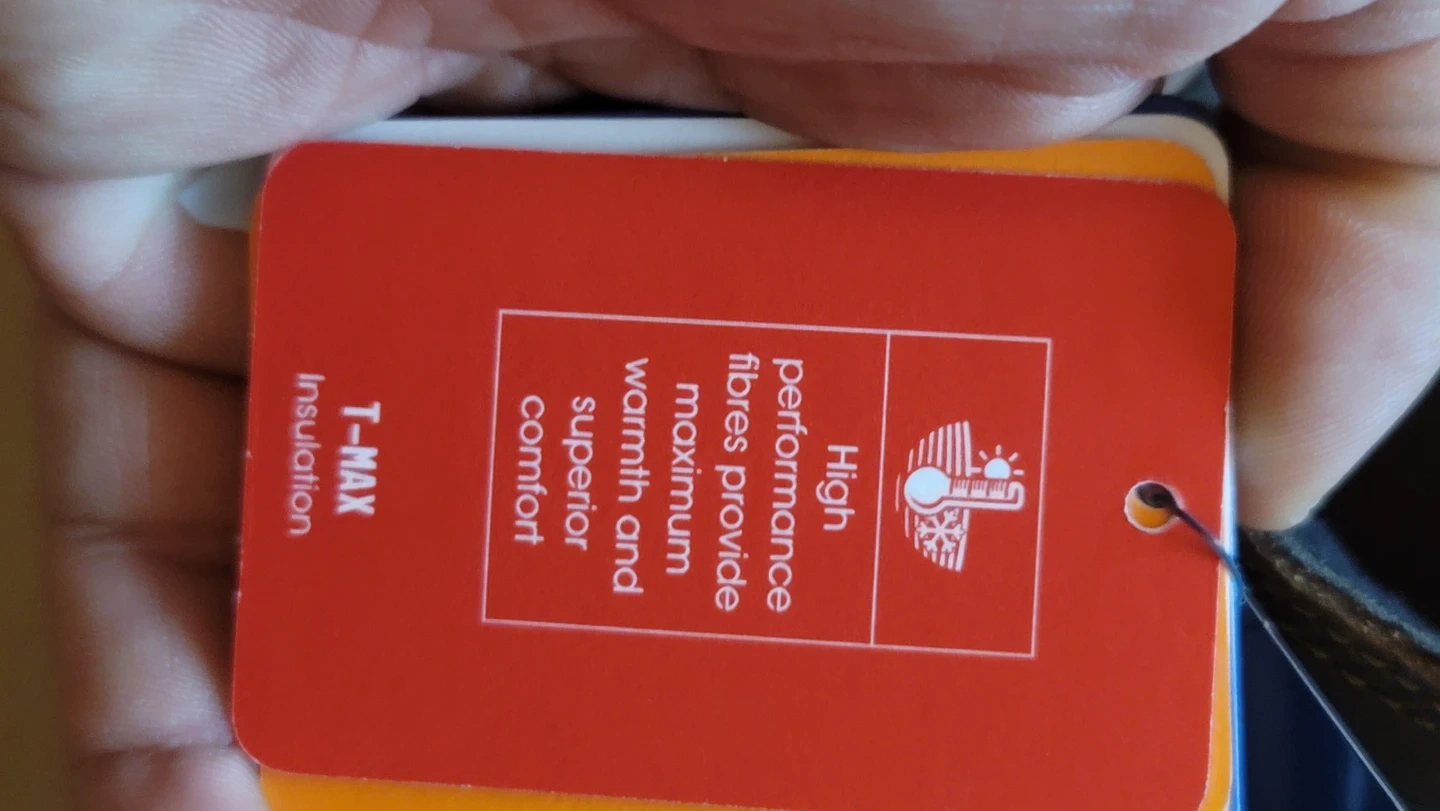 High
performance
fibres provide
maximum
warmth and
superior
comfort
T-MAX
Insulation